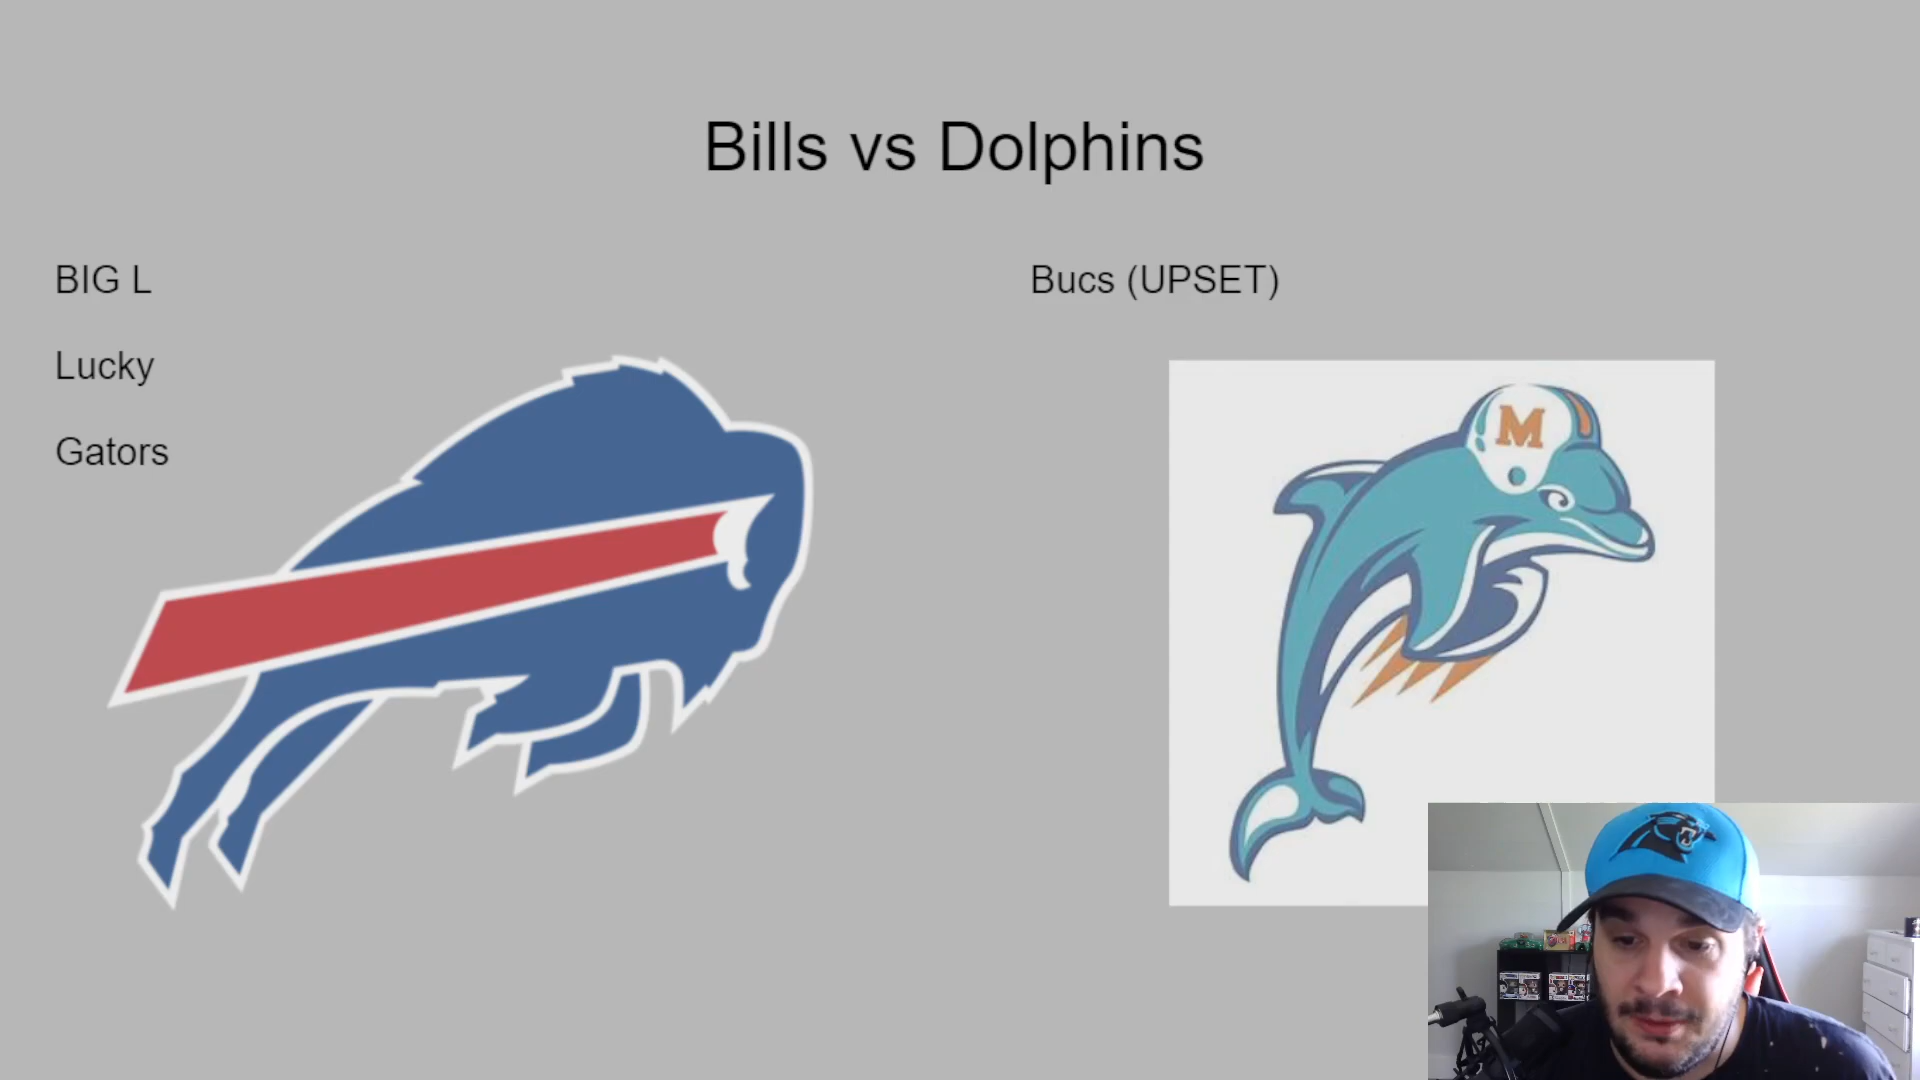 Bills vs Dolphins
BIG L
Bucs (UPSET)
Lucky
Gators
M